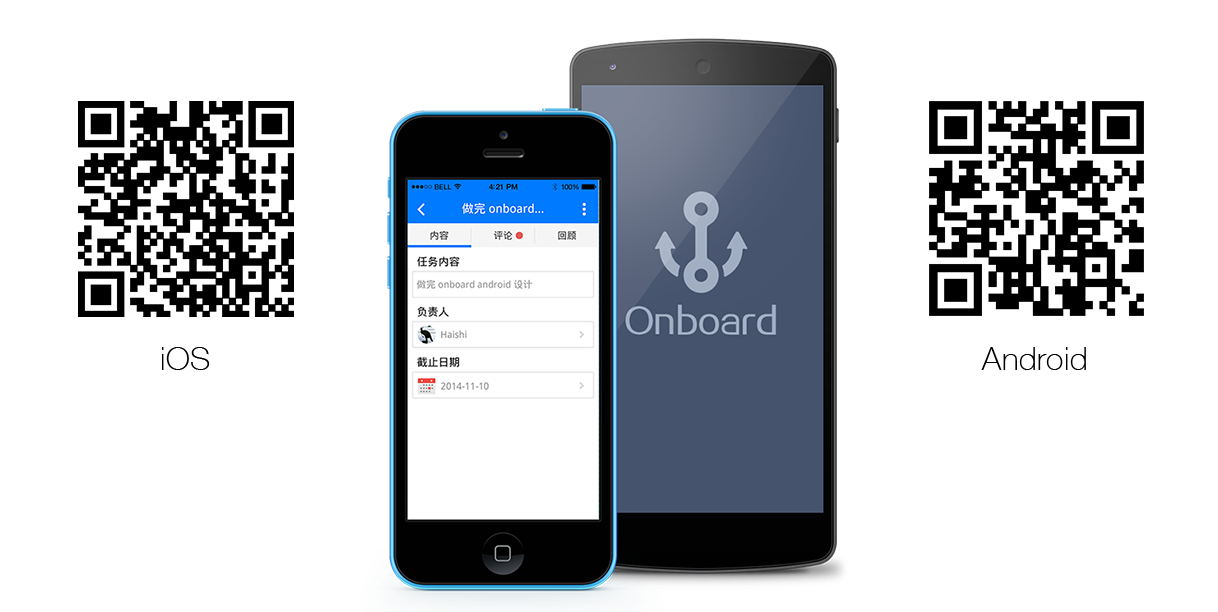 BELL
4:21 PM
100%
做完 onboard...
内容
评论
回顾
任务内容
做完 onboard android 设计
负责人
Haishi
截止日期
2014-11-10
Onboard
iOS
Android